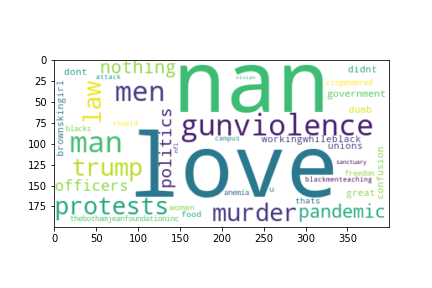 0
25
50
75
100
125
150
175
0 50 100 150 200 250 300 350
dont
nothing
attack
nan
vivint
didnt
cisgendered
government
brownskingirl
law
men
dumb
blacks
stupid
gunviolence
man
politics
nfl
campus
workingwhileblack
unions
trump
love
sanctuary
confusion
freedom
blackmenteaching
officers
anemia
u
great
protests
women
food
murder
thats
pandemic
thebothamjeanfoundationinc